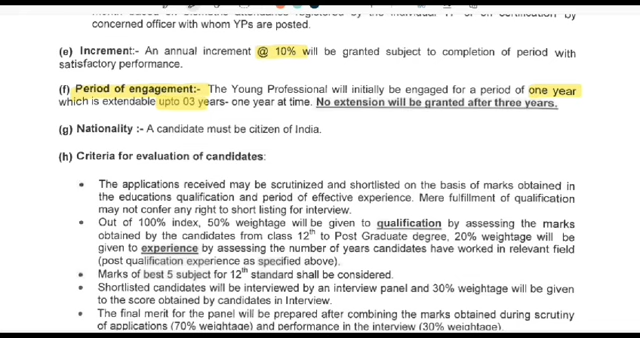 concerned officer with whom YPs are posted.
(e) Increment:- An annual increment @ 10% will be granted subject to completion of period with
satisfactory performance.
(f) Period of engagement:- The Young Professional will initially be engaged for a period of one year
which is extendable upto 03 years- one year at time. No extension will be granted after three years.
(g) Nationality :- A candidate must be citizen of India.
(h) Criteria for evaluation of candidates:
• The applications received may be scrutinized and shortlisted on the basis of marks obtained in
the educations qualification and period of effective experience. Mere fulfillment of qualification
may not confer any right to short listing for interview.
• Out of 100% index, 50% weightage will be given to qualification by assessing the marks
obtained by the candidates from class 12th to Post Graduate degree, 20% weightage will be
given to experience by assessing the number of years candidates have worked in relevant field
(post qualification experience as specified above).
• Marks of best 5 subject for 12th standard shall be considered.
• Shortlisted candidates will be interviewed by an interview panel and 30% weightage will be given
to the score obtained by candidates in Interview.
• The final merit for the panel will be prepared after combining the marks obtained during scrutiny
of applications (70% weightage) and performance in the interview (30% weightage)